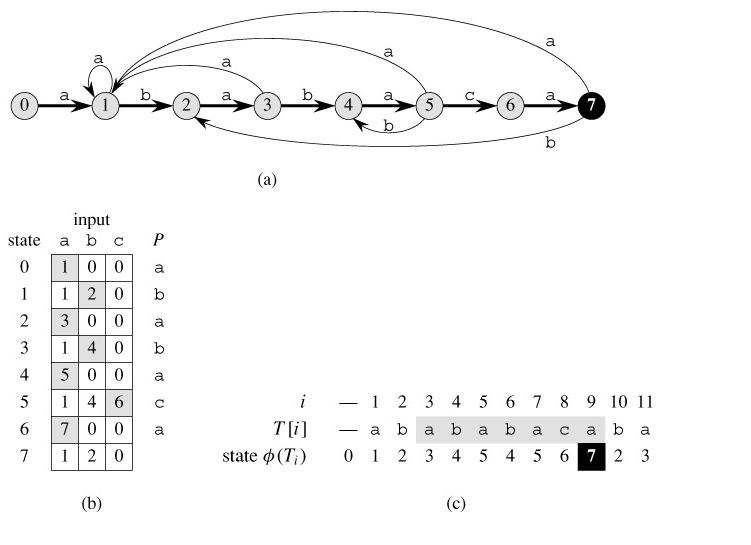 a
a
a
a
0 a 1 b 2 a 3 b 4 a 5 c 6 a 7
b
b
(a)
input
state a b c P
0 1 0 0 a
1 1 2 0 b
2 3 0 0 a
3 1 4 0 b
4 5 0 0 a
5 1 4 6 c
6 7 0 0 a
7 1 2 0
(b)
i — 1 2 3 4 5 6 7 8 9 10 11
T[i] — a b a b a b a c a b a
state ϕ(Tᵢ) 0 1 2 3 4 5 4 5 6 7 2 3
(c)